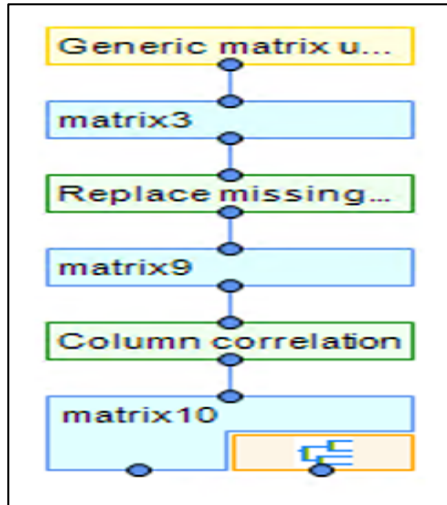 Generic matrix u...
matrix3
Replace missing...
matrix9
Column correlation
matrix10